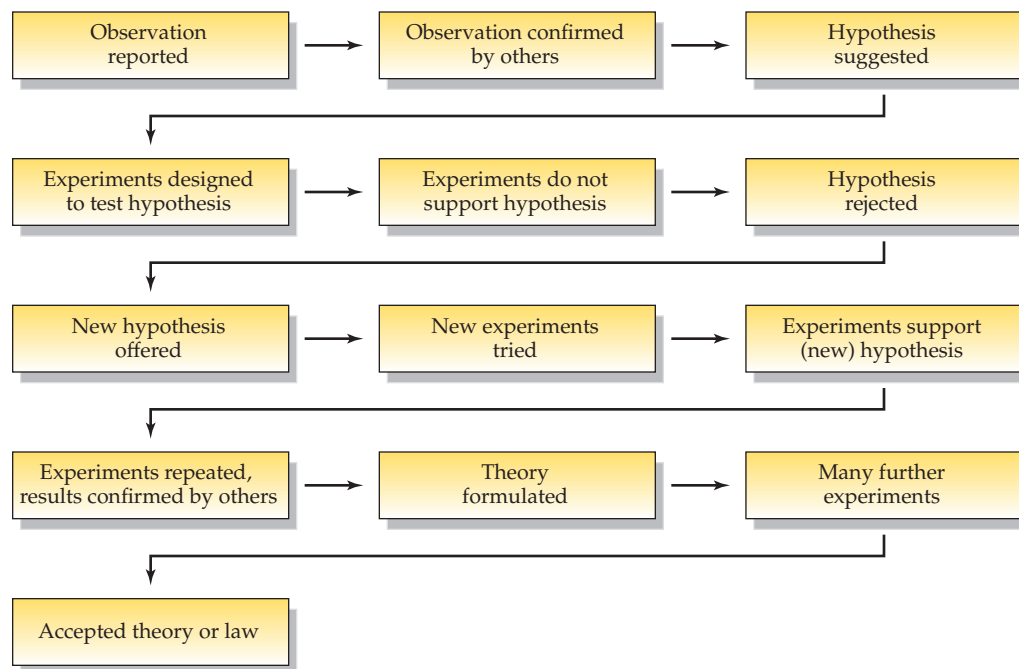 Observation
reported
Observation confirmed
by others
Hypothesis
suggested
Experiments designed
to test hypothesis
Experiments do not
support hypothesis
Hypothesis
rejected
New hypothesis
offered
New experiments
tried
Experiments support
(new) hypothesis
Experiments repeated,
results confirmed by others
Theory
formulated
Many further
experiments
Accepted theory or law